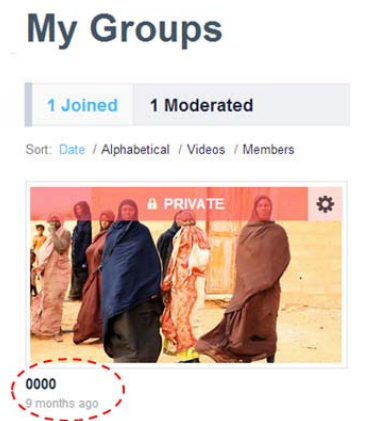 My Groups
1 Joined 1 Moderated
Sort: Date / Alphabetical / Videos / Members
PRIVATE
0000
9 months ago